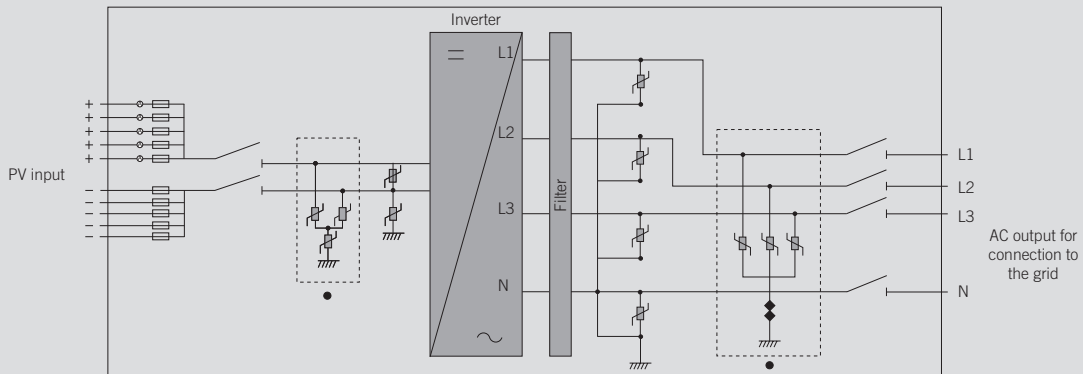 Inverter
L1
+
+
+
+
+
PV input
−
−
−
−
−
L2
L3
N
Filter
L1
L2
L3
N
AC output for
connection to
the grid